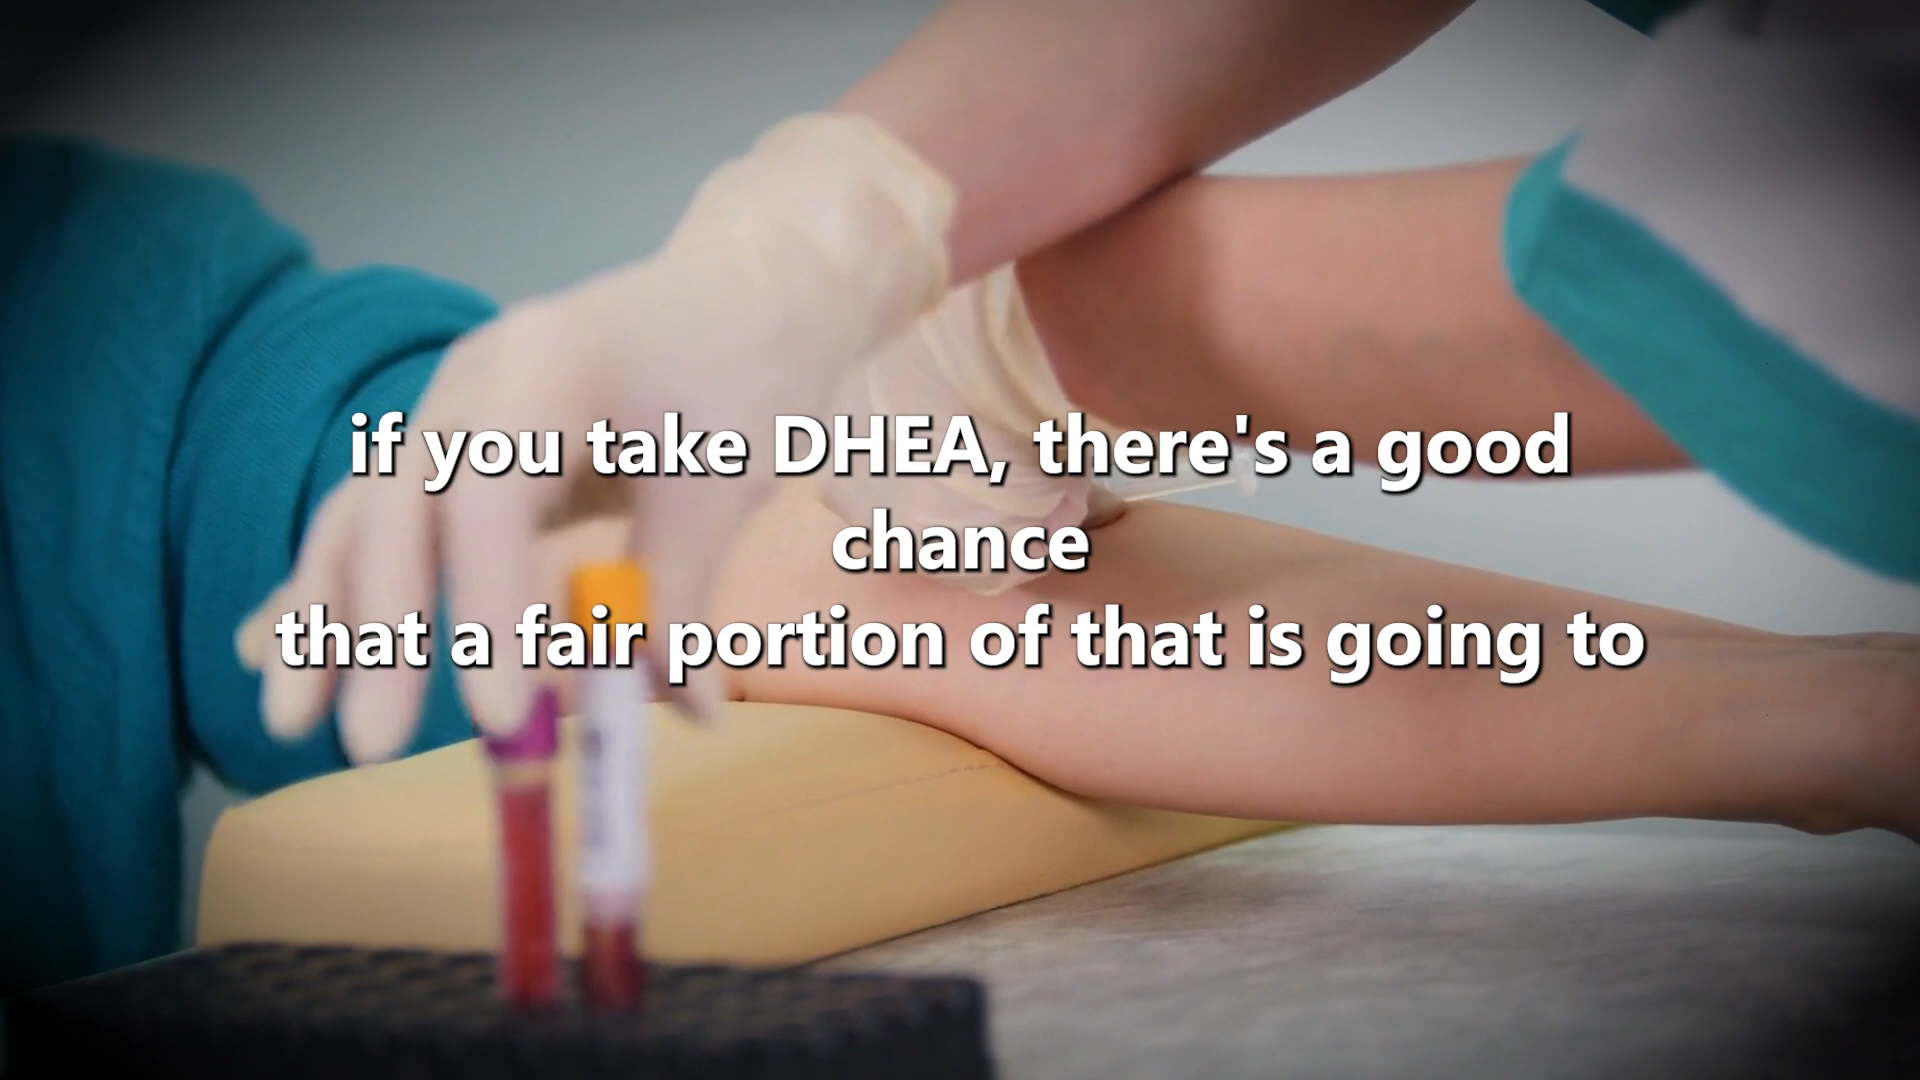 if you take DHEA, there's a good
chance
that a fair portion of that is going to